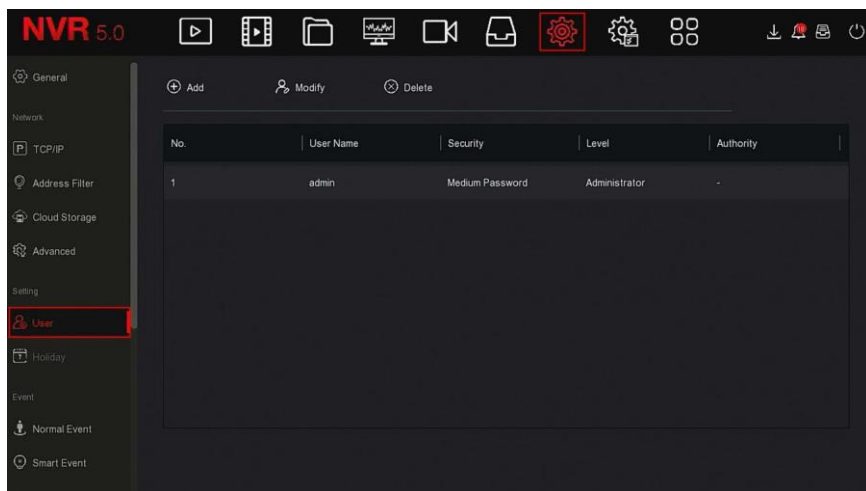 NVR 5.0
General
Network
TCP/IP
Address Filter
Cloud Storage
Advanced
Setting
User
Holiday
Event
Normal Event
Smart Event
Add Modify Delete
No. User Name Security Level Authority
1 admin Medium Password Administrator -